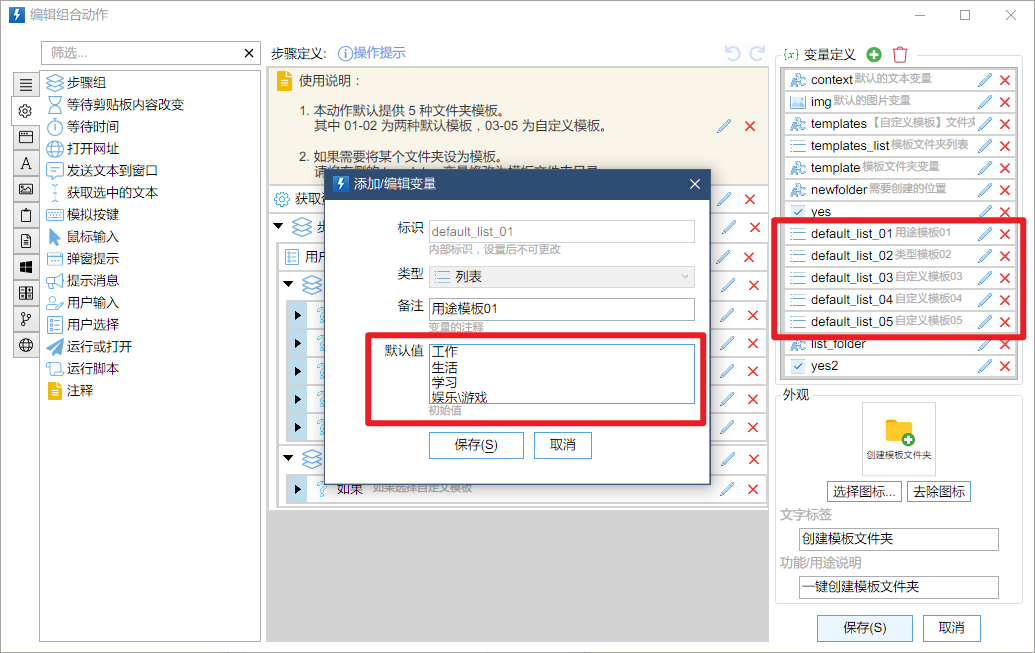 编辑组合动作
筛选...
步骤组
等待剪贴板内容改变
等待时间
打开网址
发送文本到窗口
获取选中的文本
模拟按键
鼠标输入
弹窗提示
提示消息
用户输入
用户选择
运行或打开
运行脚本
注释
步骤定义:
操作提示
使用说明：
1. 本动作默认提供 5 种文件夹模板。
其中 01-02 为两种默认模板，03-05 为自定义模板。
2. 如果需要将某个文件夹设为模板。
获取
用户
如果 如果选择自定义模板
添加/编辑变量
标识 default_list_01
内部标识，设置后不可更改
类型 列表
备注 用途模板01
变量的注释
默认值 工作
生活
学习
娱乐\游戏
初始值
保存(S) 取消
{x} 变量定义
context 默认的文本变量
img 默认的图片变量
templates 【自定义模板】文件夹
templates_list 模板文件夹列表
template 模板文件夹变量
newfolder 需要创建的位置
yes
default_list_01 用途模板01
default_list_02 类型模板02
default_list_03 自定义模板03
default_list_04 自定义模板04
default_list_05 自定义模板05
list_folder
yes2
外观
创建模板文件夹
选择图标... 去除图标
文字标签
创建模板文件夹
功能/用途说明
一键创建模板文件夹
保存(S) 取消